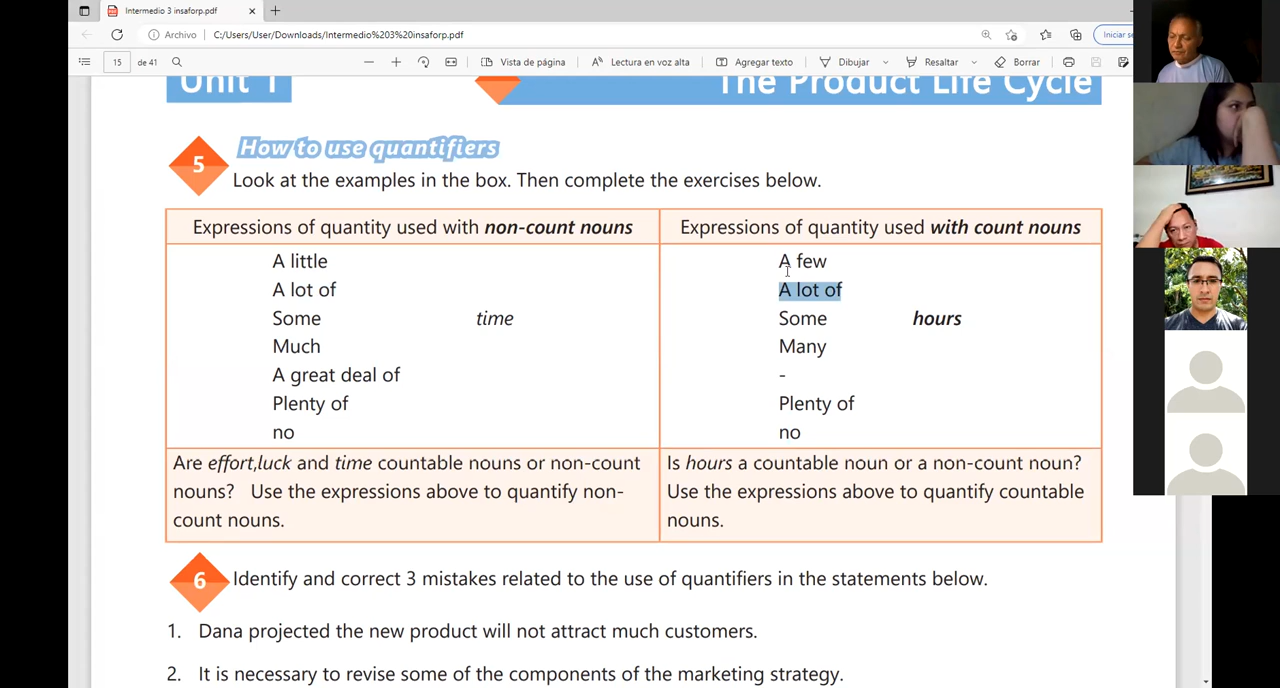 Intermedio 3 insaforp.pdf
Archivo C:/Users/User/Downloads/Intermedio%203%20insaforp.pdf
Iniciar se
15 de 41 Vista de página Lectura en voz alta Agregar texto Dibujar Resaltar Borrar
Unit 1 The Product Life Cycle
5 How to use quantifiers
Look at the examples in the box. Then complete the exercises below.
Expressions of quantity used with non-count nouns
A little
A lot of
Some time
Much
A great deal of
Plenty of
no
Are effort,luck and time countable nouns or non-count
nouns? Use the expressions above to quantify non-
count nouns.
Expressions of quantity used with count nouns
A few
A lot of
Some hours
Many
-
Plenty of
no
Is hours a countable noun or a non-count noun?
Use the expressions above to quantify countable
nouns.
6 Identify and correct 3 mistakes related to the use of quantifiers in the statements below.
1. Dana projected the new product will not attract much customers.
2. It is necessary to revise some of the components of the marketing strategy.